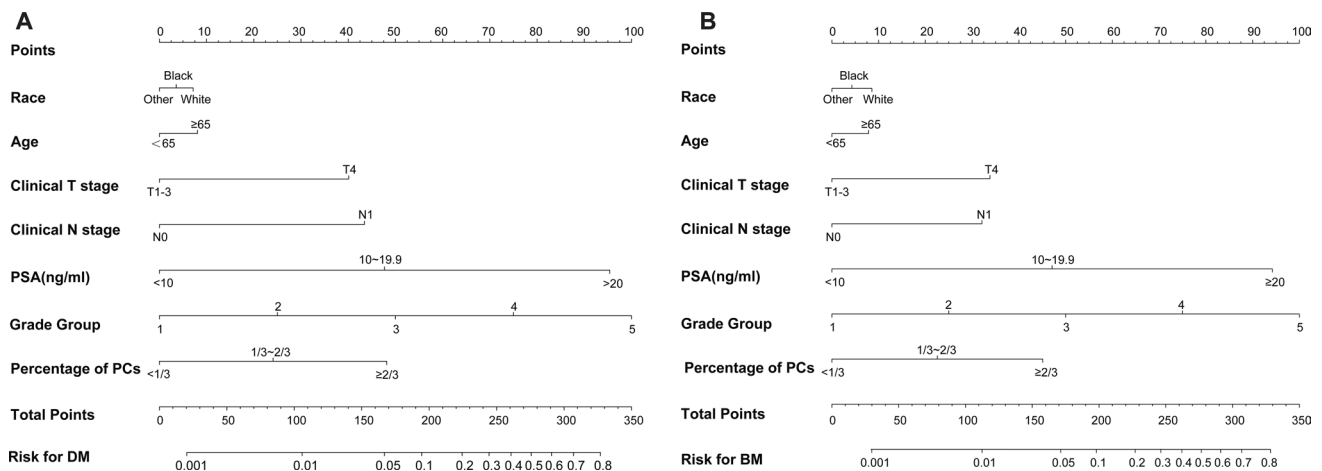 A
Points
0 10 20 30 40 50 60 70 80 90 100
Black
Race
Other White
≥65
Age
<65
T4
Clinical T stage
T1-3
N1
Clinical N stage
N0
10~19.9
PSA(ng/ml)
<10 >20
2 4
Grade Group
1 3 5
1/3~2/3
Percentage of PCs
<1/3 ≥2/3
Total Points
0 50 100 150 200 250 300 350
Risk for DM
0.001 0.01 0.05 0.1 0.2 0.3 0.4 0.5 0.6 0.7 0.8
B
Points
0 10 20 30 40 50 60 70 80 90 100
Black
Race
Other White
≥65
Age
<65
T4
Clinical T stage
T1-3
N1
Clinical N stage
N0
10~19.9
PSA(ng/ml)
<10 ≥20
2 4
Grade Group
1 3 5
1/3~2/3
Percentage of PCs
<1/3 ≥2/3
Total Points
0 50 100 150 200 250 300 350
Risk for BM
0.001 0.01 0.05 0.1 0.2 0.3 0.4 0.5 0.6 0.7 0.8